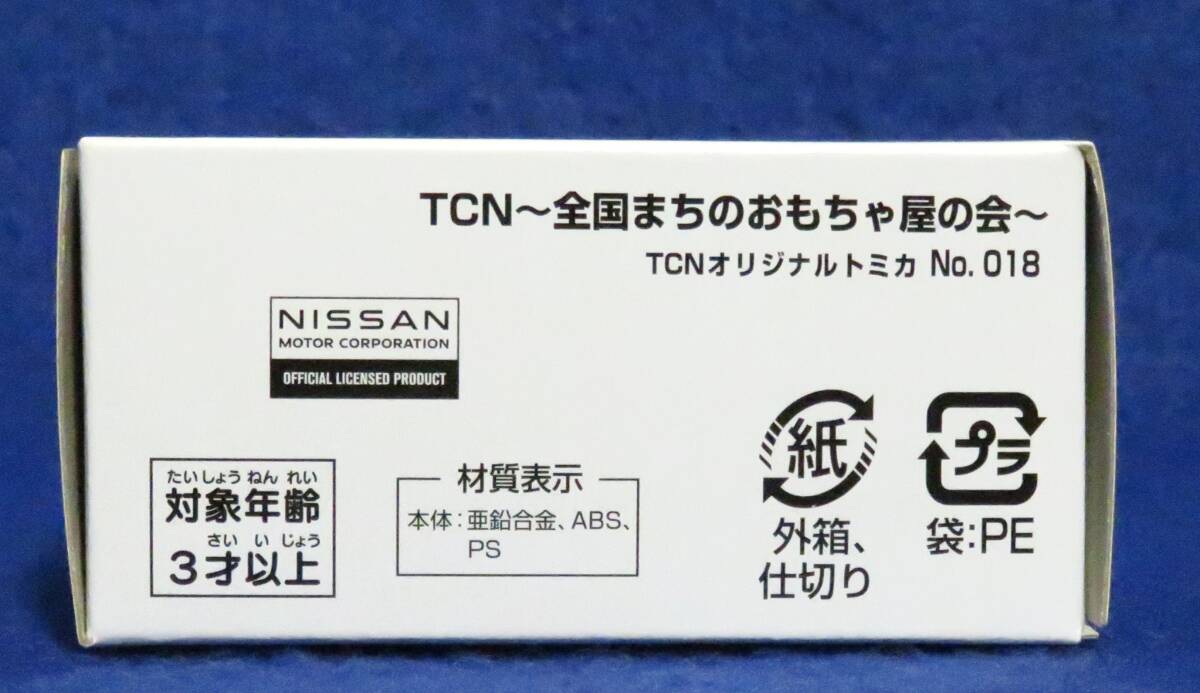 TCN〜全国まちのおもちゃ屋の会〜
TCNオリジナルトミカ No. 018
NISSAN
MOTOR CORPORATION
OFFICIAL LICENSED PRODUCT
たいしょう ねん れい
対象年齢
さい い じょう
3才以上
材質表示
本体:亜鉛合金、ABS、
PS
紙
外箱、
仕切り
プラ
袋:PE